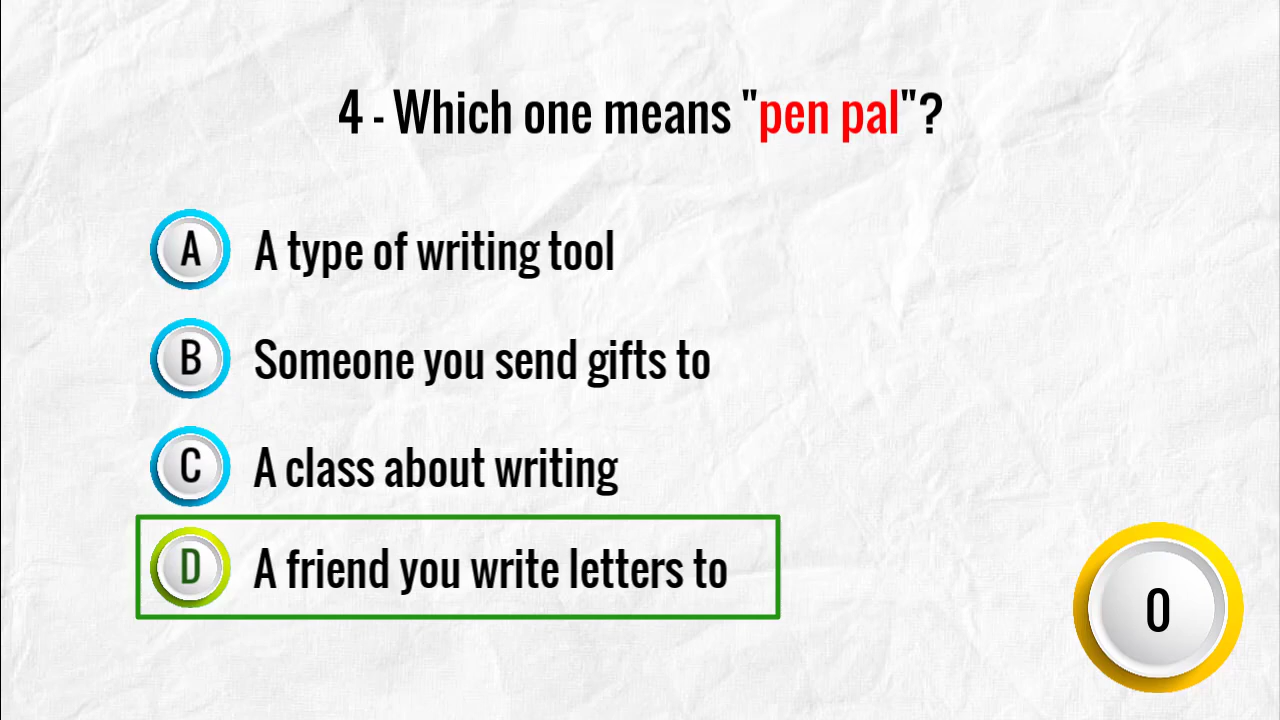 4 - Which one means "pen pal"?
A A type of writing tool
B Someone you send gifts to
C A class about writing
D A friend you write letters to
0